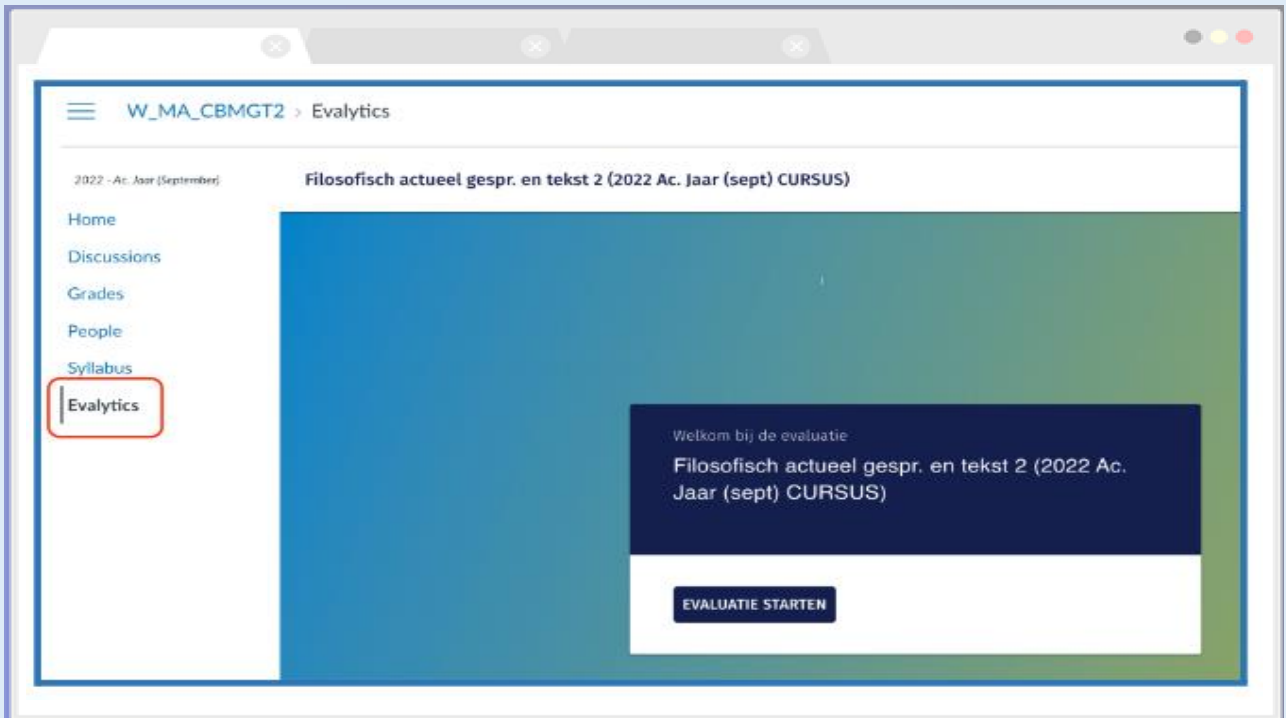 W_MA_CBMGT2 › Evalytics
2022 - Ac. Jaar (September)
Filosofisch actueel gespr. en tekst 2 (2022 Ac. Jaar (sept) CURSUS)
Home
Discussions
Grades
People
Syllabus
Evalytics
Welkom bij de evaluatie
Filosofisch actueel gespr. en tekst 2 (2022 Ac.
Jaar (sept) CURSUS)
EVALUATIE STARTEN